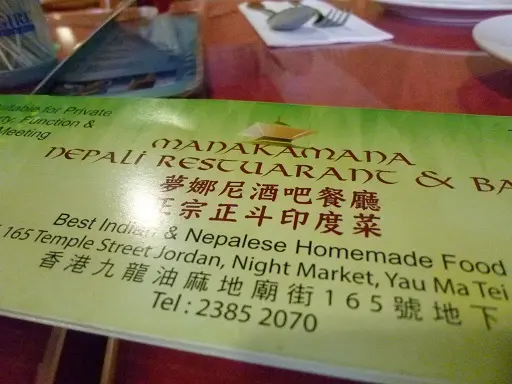 uitable for Private
ty, Function &
Meeting
MANAKAMANA
NEPALI RESTUARANT & BA
夢娜尼酒吧餐廳
正宗正斗印度菜
Best Indian & Nepalese Homemade Food
165 Temple Street Jordan, Night Market, Yau Ma Tei
香港九龍油麻地廟街165號地下
Tel : 2385 2070